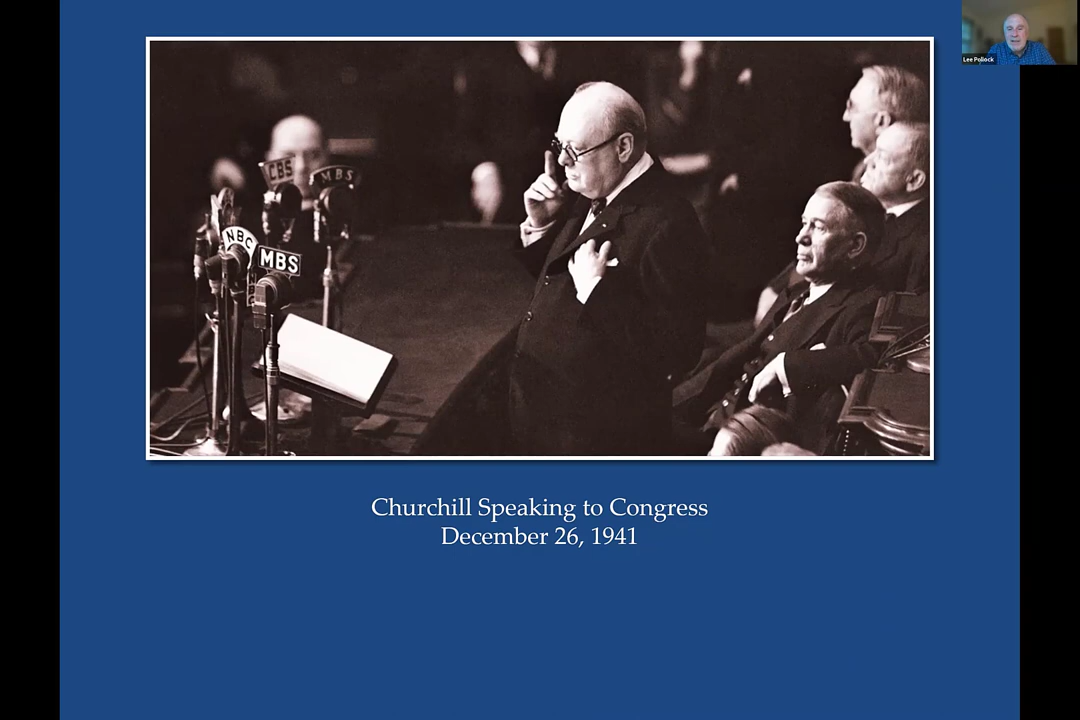 Lee Pollock
CBS
MBS
NBC
MBS
Churchill Speaking to Congress
December 26, 1941